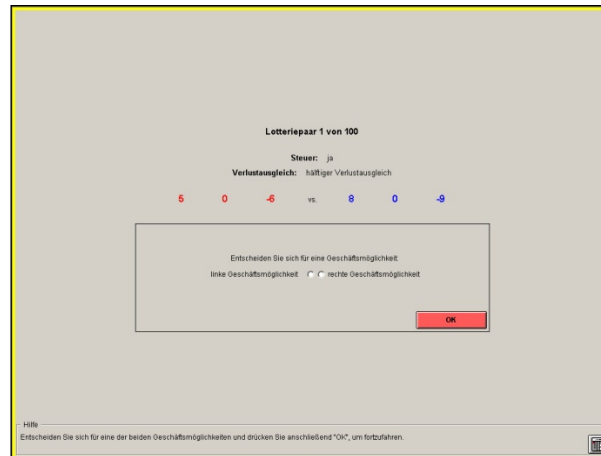 Lotteriepaar 1 von 100
Steuer: ja
Verlustausgleich: hälftiger Verlustausgleich
5 0 -6 vs. 8 0 -9
Entscheiden Sie sich für eine Geschäftsmöglichkeit:
linke Geschäftsmöglichkeit rechte Geschäftsmöglichkeit
OK
Hilfe
Entscheiden Sie sich für eine der beiden Geschäftsmöglichkeiten und drücken Sie anschließend "OK", um fortzufahren.